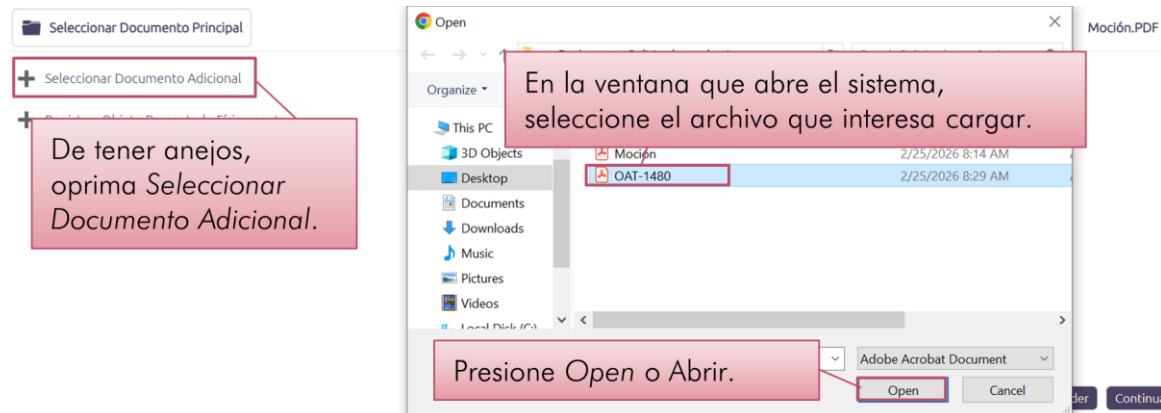 Seleccionar Documento Principal
Open
Moción.PDF
Seleccionar Documento Adicional
Organize
En la ventana que abre el sistema,
seleccione el archivo que interesa cargar.
De tener anejos,
oprima Seleccionar
Documento Adicional.
This PC
3D Objects
Desktop
Documents
Downloads
Music
Pictures
Videos
Local Disk (C:)
Moción 2/25/2026 8:14 AM
OAT-1480 2/25/2026 8:29 AM
Presione Open o Abrir.
Adobe Acrobat Document
Open Cancel